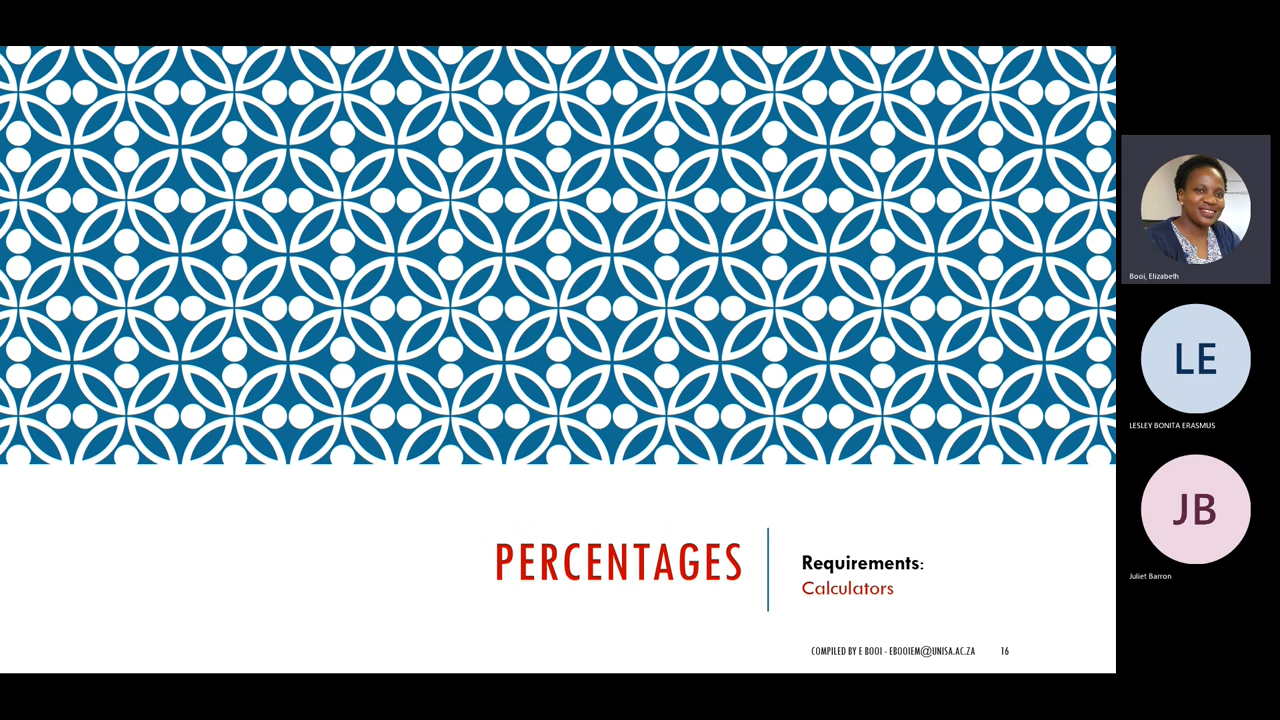 PERCENTAGES
Requirements:
Calculators
COMPILED BY E BOOI - EBOOIEM@UNISA.AC.ZA 16
Booi, Elizabeth
LE
LESLEY BONITA ERASMUS
JB
Juliet Barron